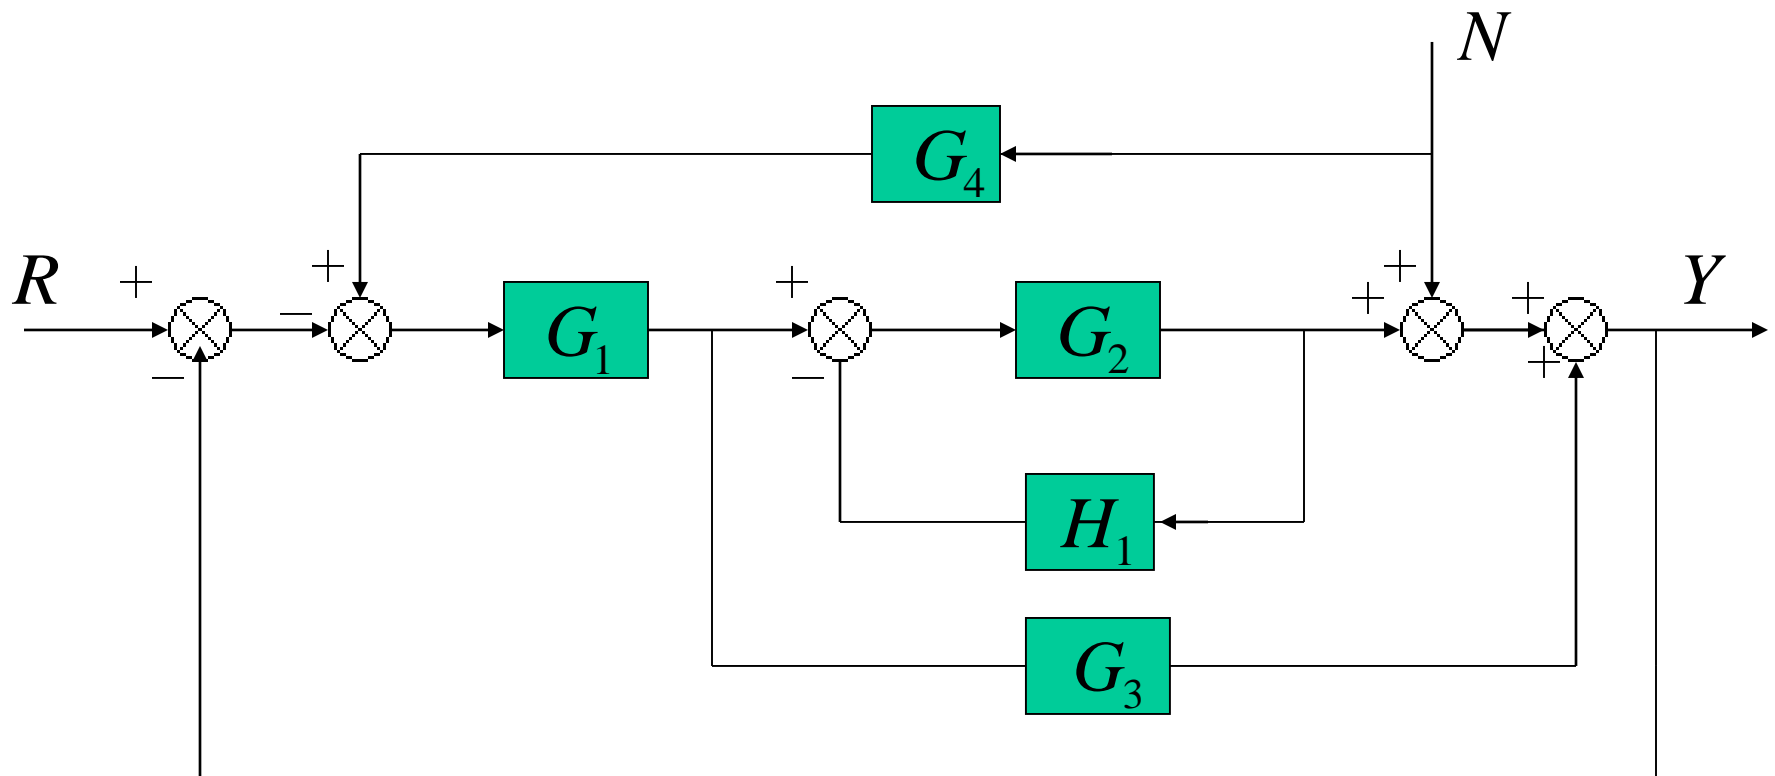 N
G₄
R + − + + + + + Y
G₁ G₂
− − +
H₁
G₃